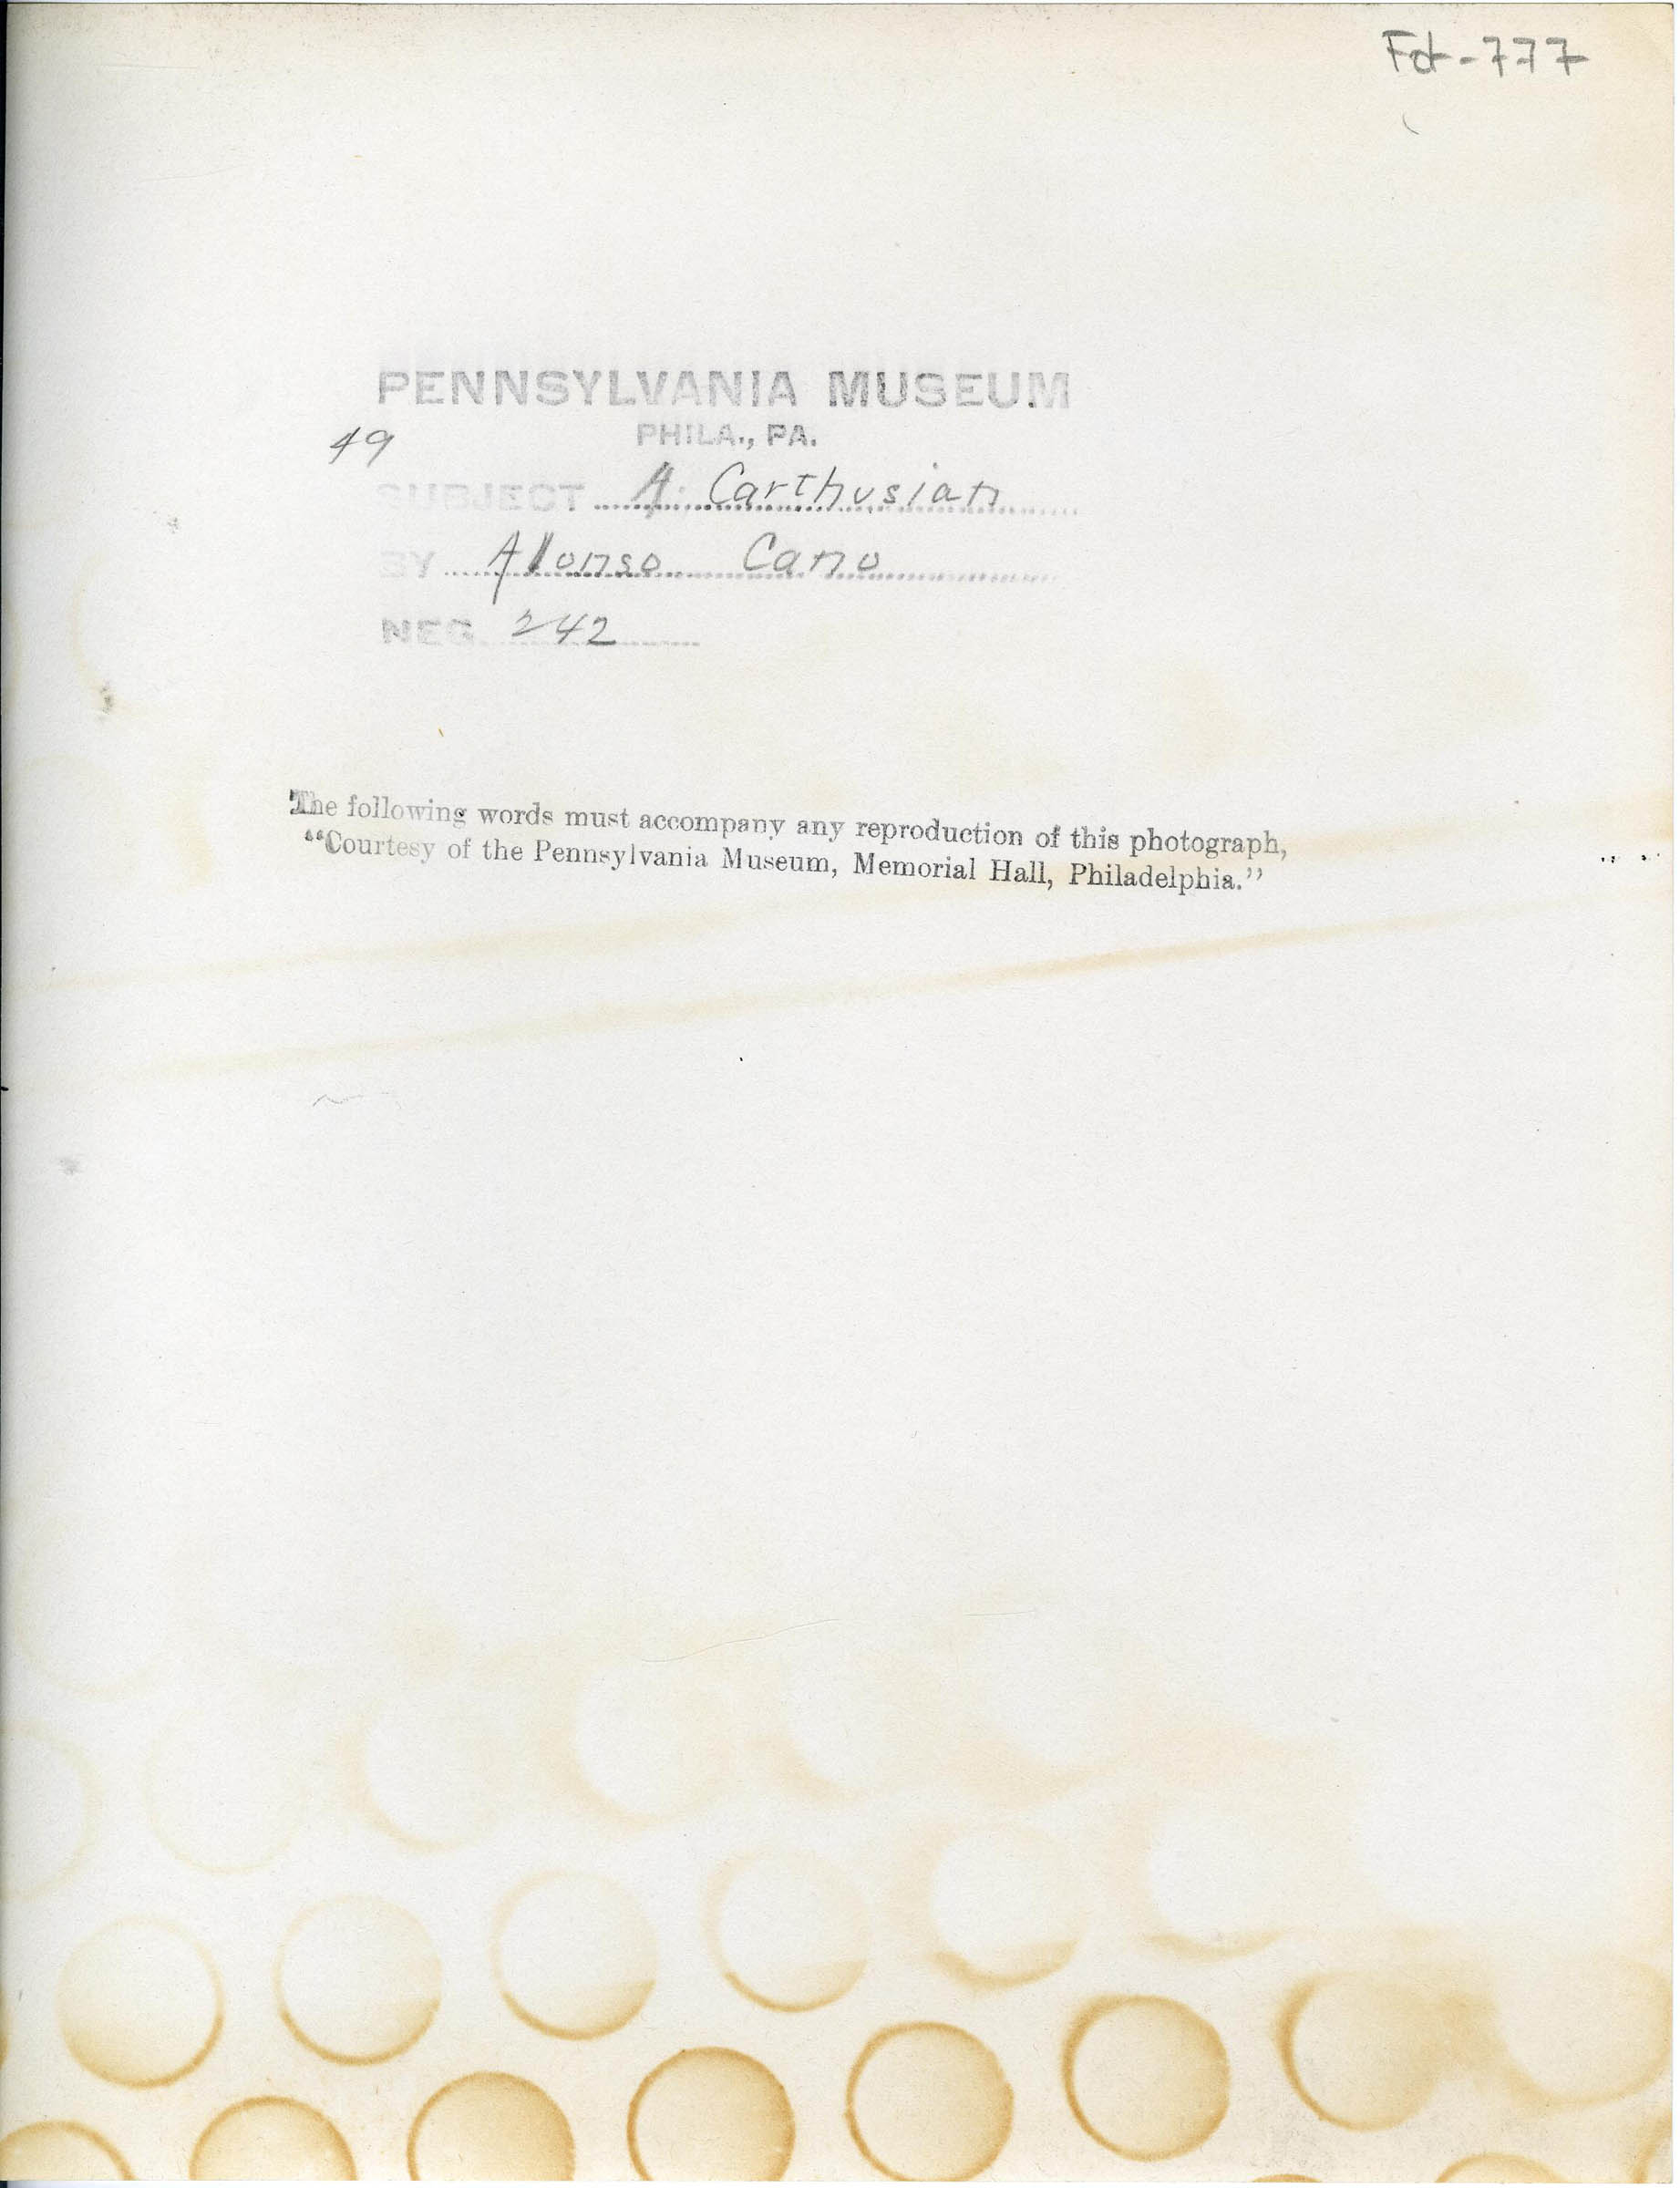 Fot-777
PENNSYLVANIA MUSEUM
PHILA., PA.
49
SUBJECT A Carthusian
BY Alonso Cano
NEG 242
The following words must accompany any reproduction of this photograph,
“Courtesy of the Pennsylvania Museum, Memorial Hall, Philadelphia.”